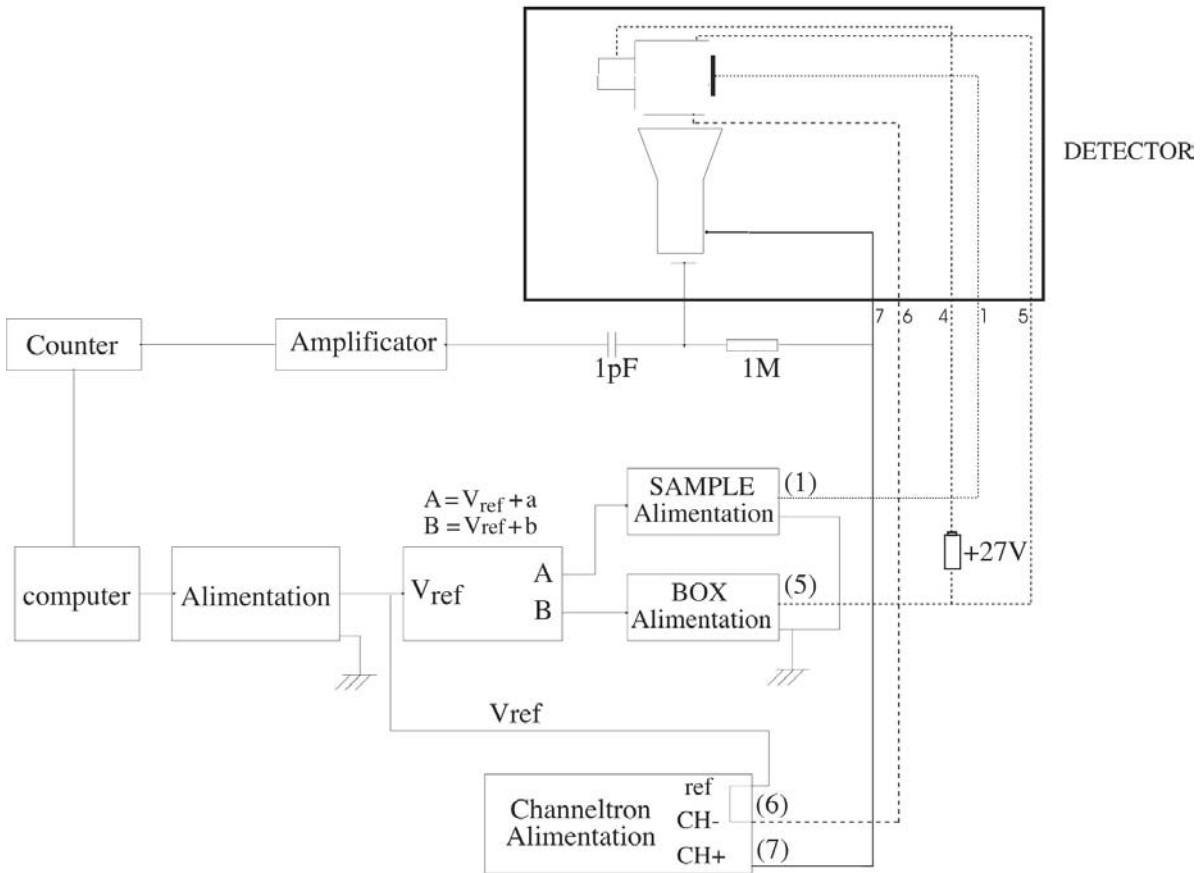 DETECTOR
7 6 4 1 5
Counter
Amplificator
1pF
1M
A = Vref + a
B = Vref + b
SAMPLE
Alimentation
(1)
+27V
computer
Alimentation
Vref
A
B
BOX
Alimentation
(5)
Vref
Channeltron
Alimentation
ref
CH-
CH+
(6)
(7)